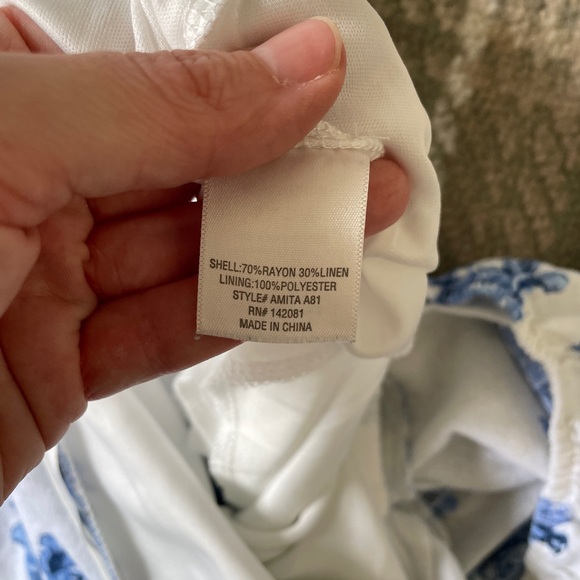 SHELL:70%RAYON 30%LINEN
LINING:100%POLYESTER
STYLE# AMITA A81
RN# 142081
MADE IN CHINA